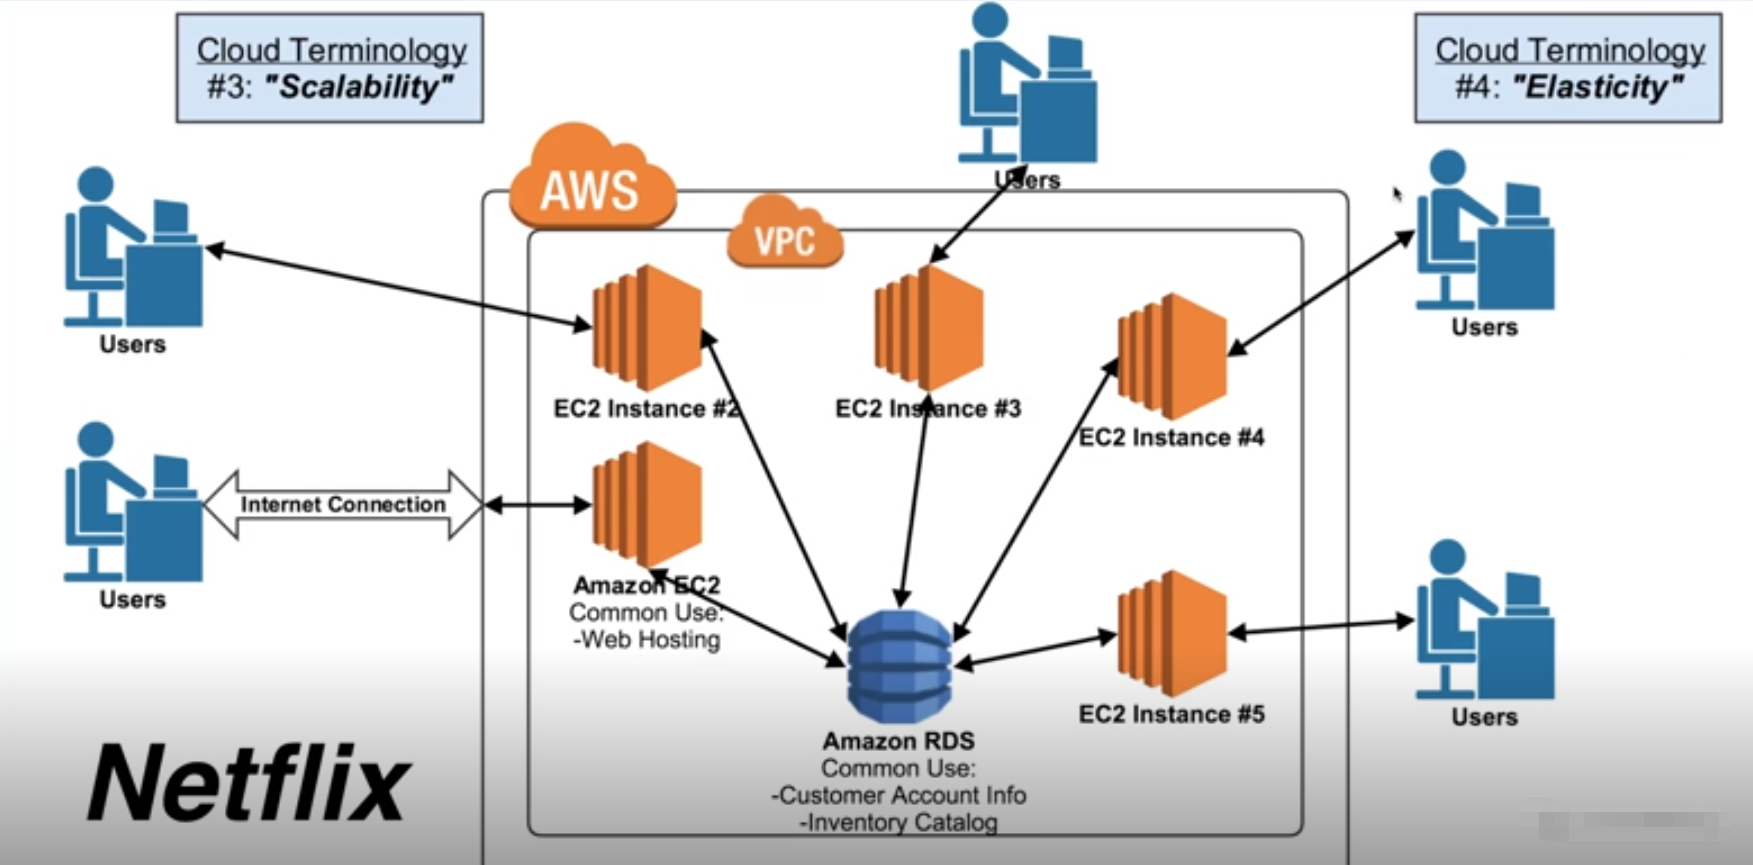 Cloud Terminology
#3: "Scalability"
Cloud Terminology
#4: "Elasticity"
Users
AWS
VPC
Users
Users
EC2 Instance #2
EC2 Instance #3
EC2 Instance #4
Internet Connection
Users
Amazon EC2
Common Use:
-Web Hosting
EC2 Instance #5
Users
Amazon RDS
Common Use:
-Customer Account Info
-Inventory Catalog
Netflix